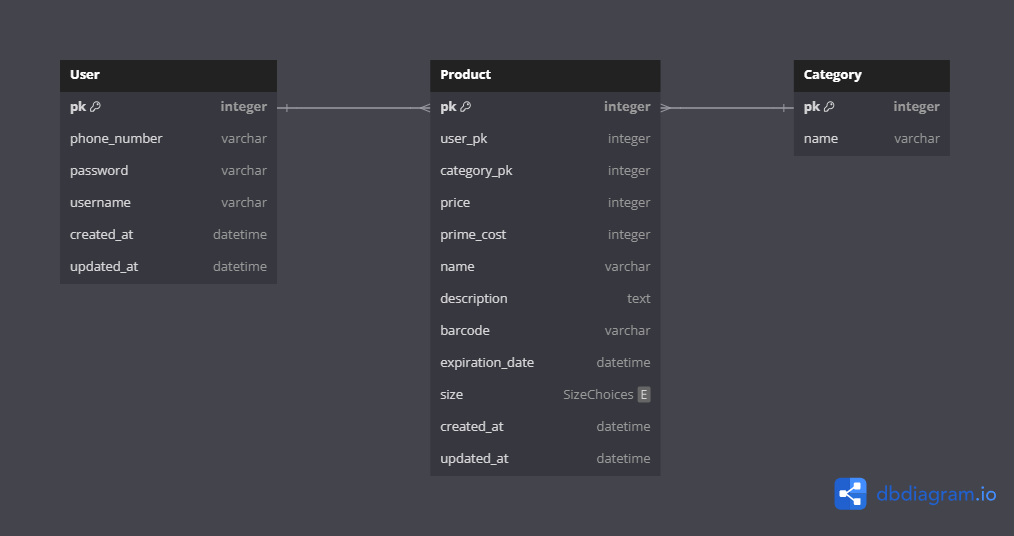 User
pk integer
phone_number varchar
password varchar
username varchar
created_at datetime
updated_at datetime
Product
pk integer
user_pk integer
category_pk integer
price integer
prime_cost integer
name varchar
description text
barcode varchar
expiration_date datetime
size SizeChoices E
created_at datetime
updated_at datetime
Category
pk integer
name varchar
dbdiagram.io